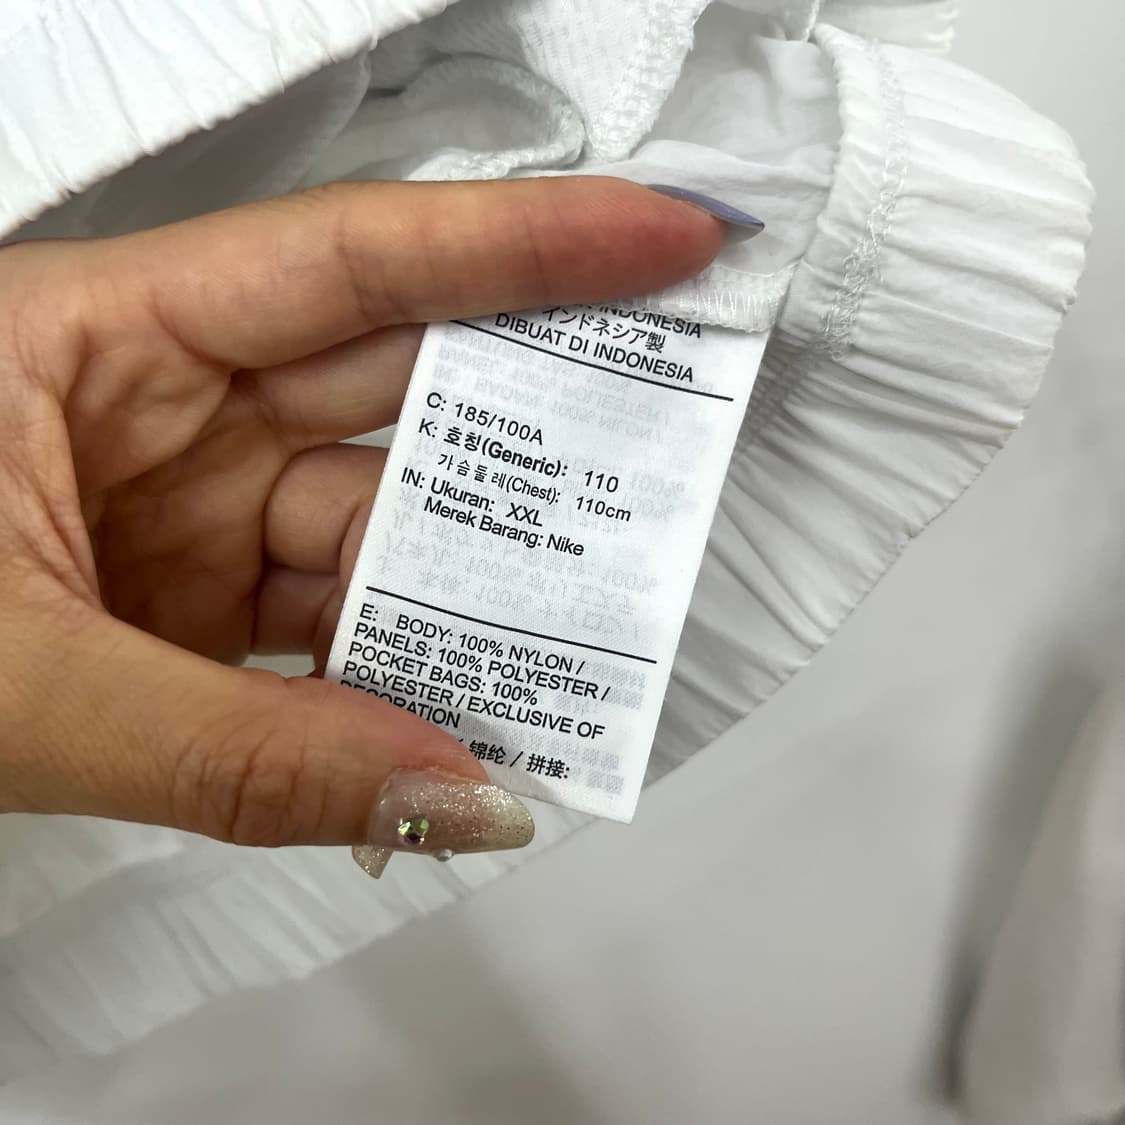 INDONESIA
インドネシア製
DIBUAT DI INDONESIA
C: 185/100A
K: 호칭(Generic): 110
가슴둘레(Chest): 110cm
IN: Ukuran: XXL
Merek Barang: Nike
E: BODY: 100% NYLON /
PANELS: 100% POLYESTER /
POCKET BAGS: 100%
POLYESTER / EXCLUSIVE OF
DECORATION
/ 锦纶 / 拼接: